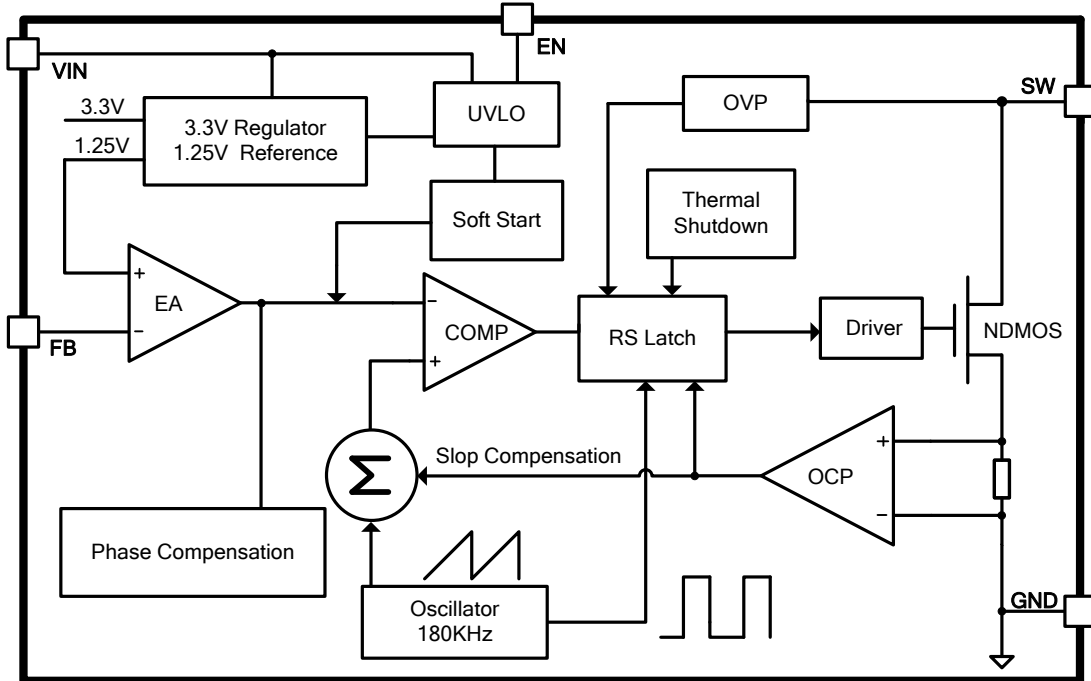 EN
VIN
SW
3.3V
3.3V Regulator
1.25V Reference
1.25V
UVLO
OVP
Soft Start
Thermal
Shutdown
+
EA
−
FB
−
COMP
+
RS Latch
Driver
NDMOS
Σ
Slop Compensation
+
OCP
−
Phase Compensation
Oscillator
180KHz
GND